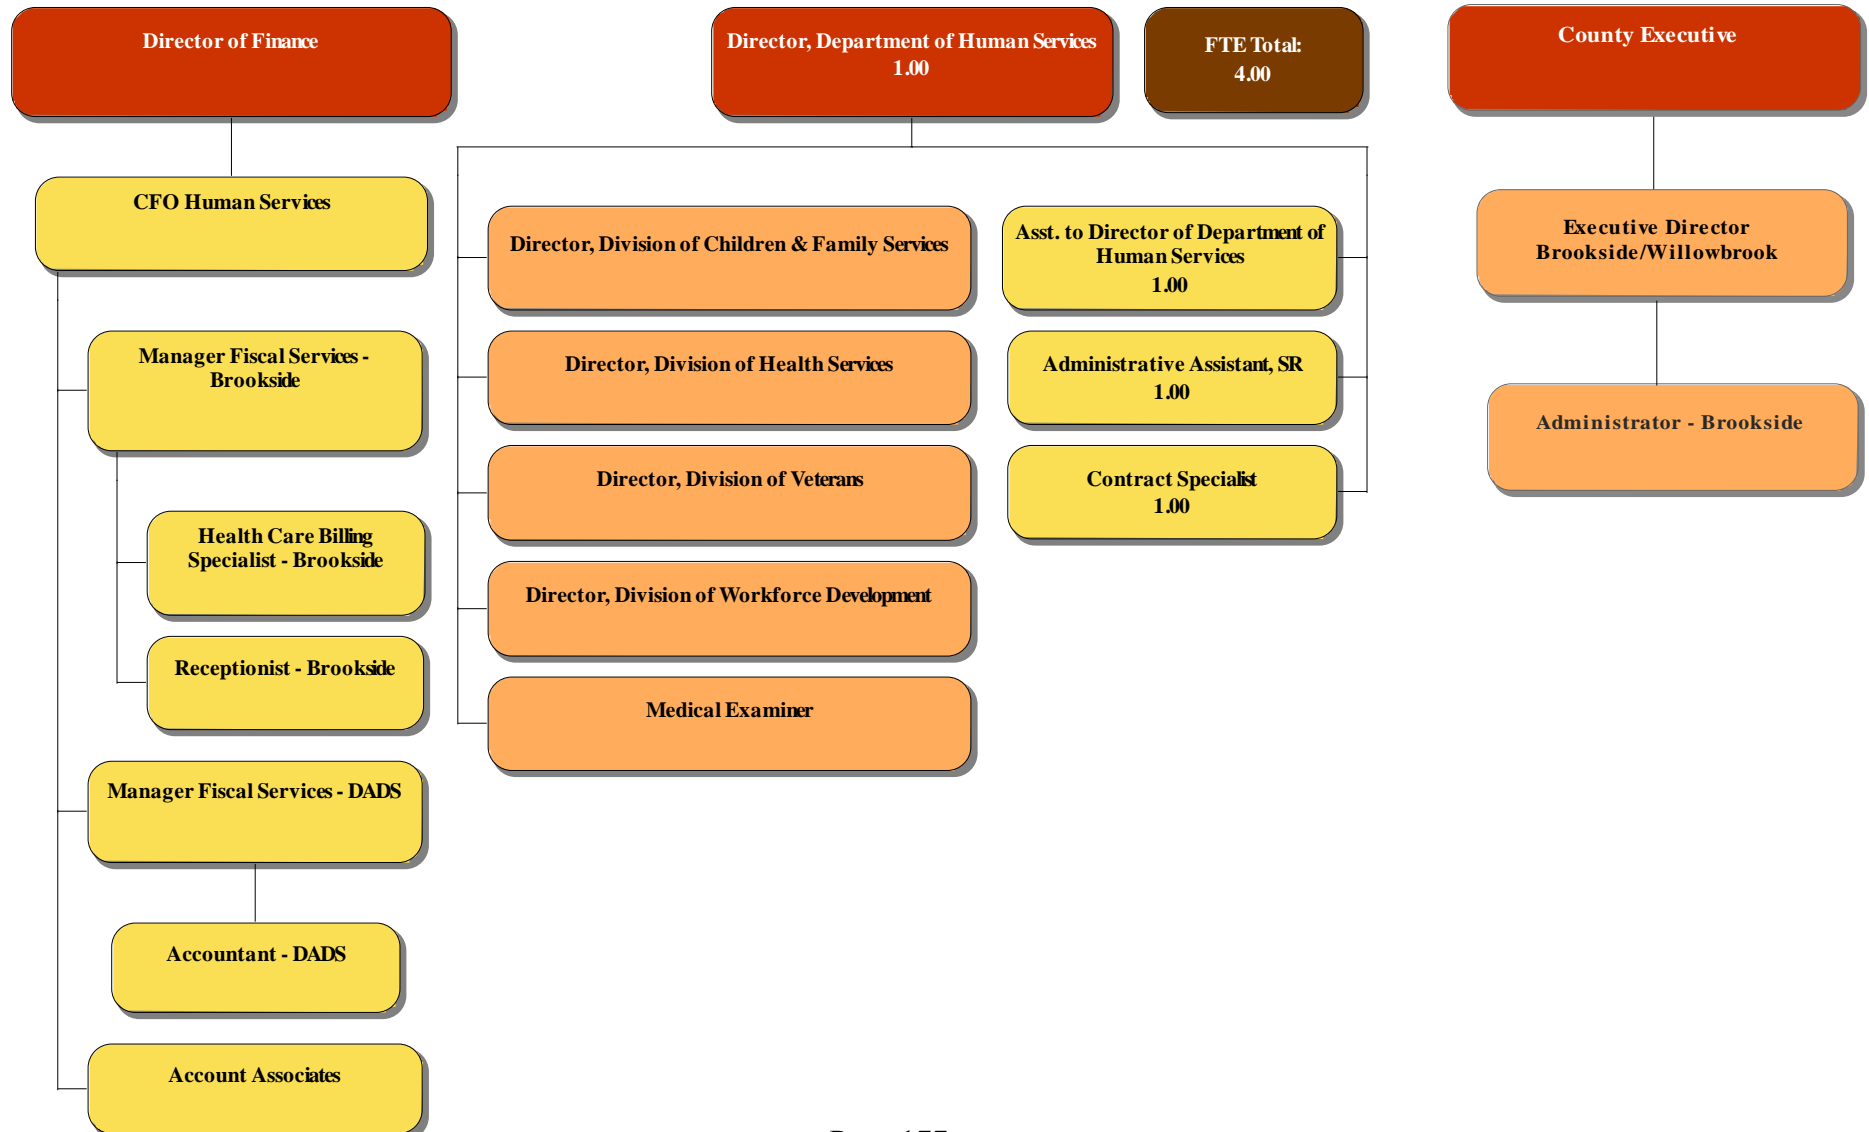 Director of Finance
CFO Human Services
Manager Fiscal Services -
Brookside
Health Care Billing
Specialist - Brookside
Receptionist - Brookside
Manager Fiscal Services - DADS
Accountant - DADS
Account Associates
Director, Department of Human Services
1.00
FTE Total:
4.00
Director, Division of Children & Family Services
Director, Division of Health Services
Director, Division of Veterans
Director, Division of Workforce Development
Medical Examiner
Asst. to Director of Department of
Human Services
1.00
Administrative Assistant, SR
1.00
Contract Specialist
1.00
County Executive
Executive Director
Brookside/Willowbrook
Administrator - Brookside